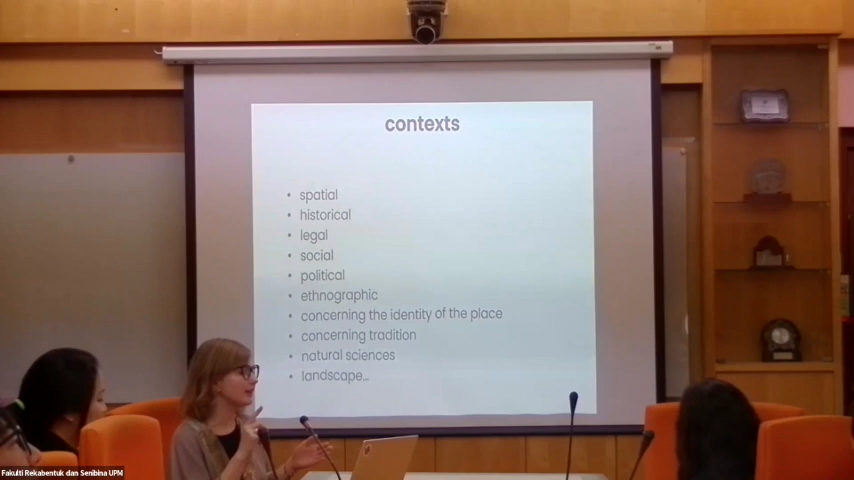 contexts
• spatial
• historical
• legal
• social
• political
• ethnographic
• concerning the identity of the place
• concerning tradition
• natural sciences
• landscape...
Fakulti Rekabentuk dan Senibina UPM